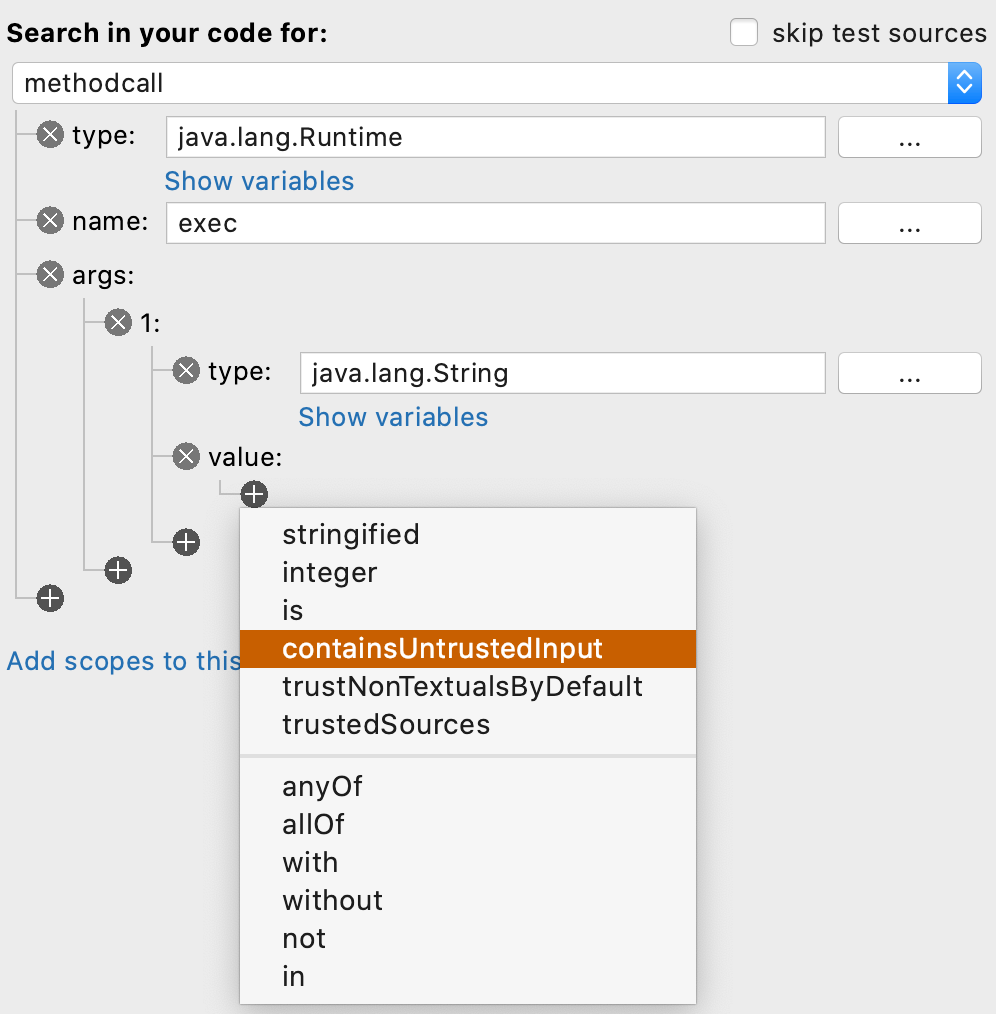 Search in your code for: skip test sources
methodcall
type: java.lang.Runtime ...
Show variables
name: exec ...
args:
1:
type: java.lang.String ...
Show variables
value:
stringified
integer
is
containsUntrustedInput
Add scopes to this
trustNonTextualsByDefault
trustedSources
anyOf
allOf
with
without
not
in